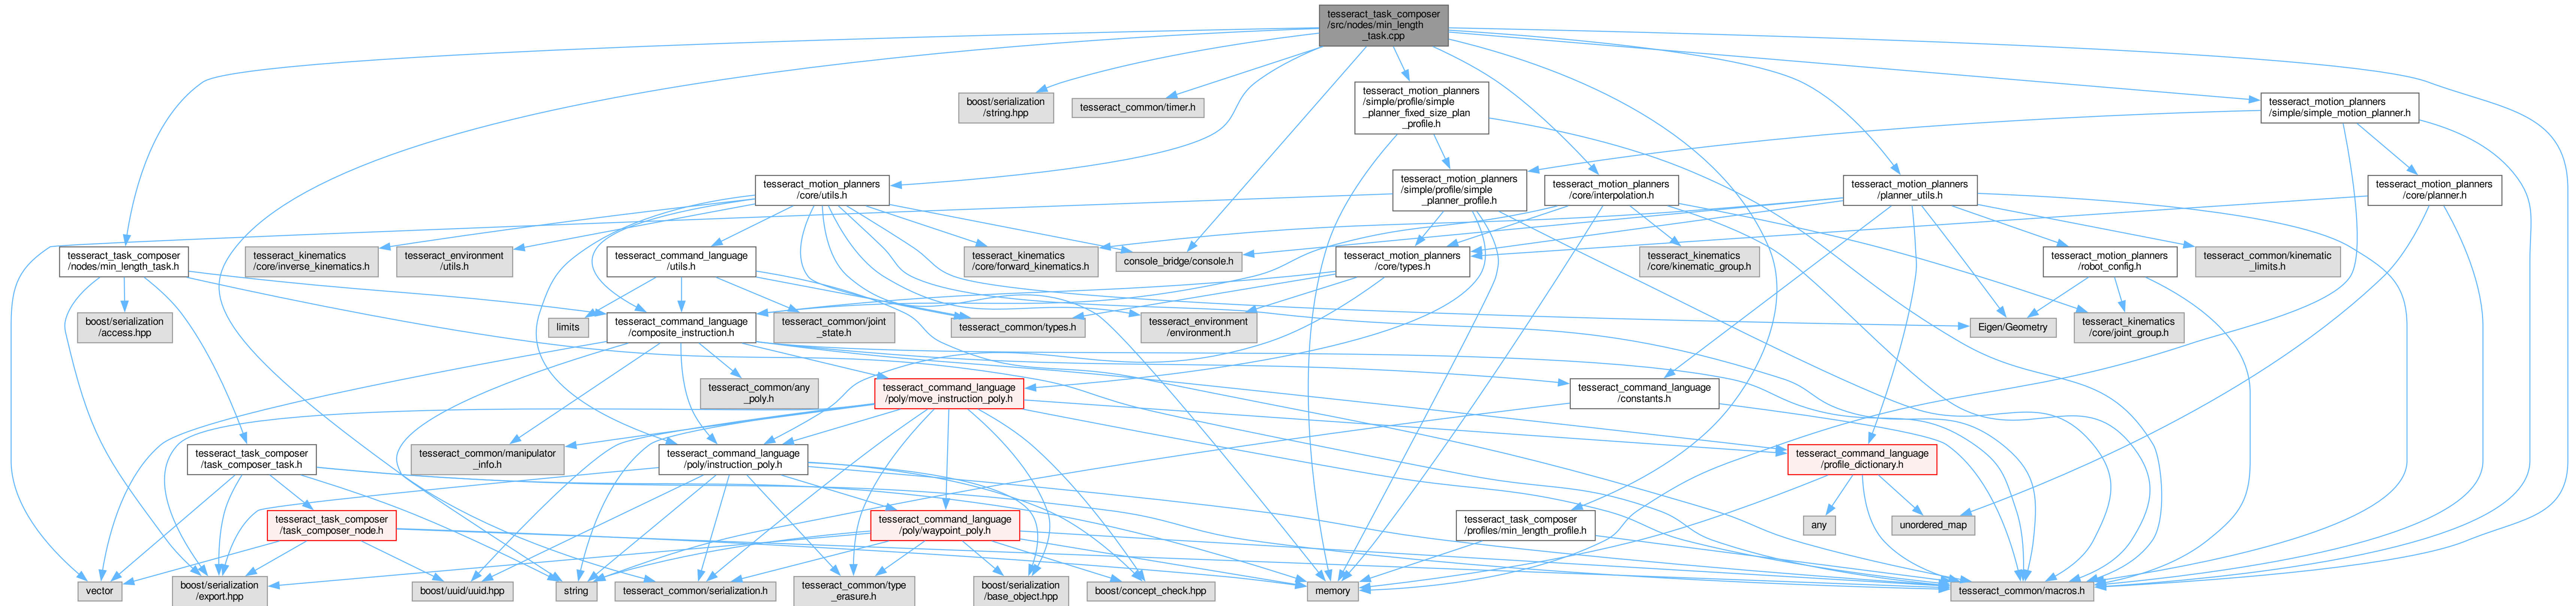 tesseract_task_composer
/src/nodes/min_length
_task.cpp
boost/serialization
/string.hpp
tesseract_common/timer.h
tesseract_motion_planners
/simple/profile/simple
_planner_fixed_size_plan
_profile.h
tesseract_motion_planners
/simple/simple_motion_planner.h
tesseract_motion_planners
/core/utils.h
tesseract_motion_planners
/simple/profile/simple
_planner_profile.h
tesseract_motion_planners
/core/interpolation.h
tesseract_motion_planners
/planner_utils.h
tesseract_motion_planners
/core/planner.h
tesseract_task_composer
/nodes/min_length_task.h
tesseract_kinematics
/core/inverse_kinematics.h
tesseract_environment
/utils.h
tesseract_command_language
/utils.h
tesseract_kinematics
/core/forward_kinematics.h
console_bridge/console.h
tesseract_motion_planners
/core/types.h
tesseract_kinematics
/core/kinematic_group.h
tesseract_motion_planners
/robot_config.h
tesseract_common/kinematic
_limits.h
boost/serialization
/access.hpp
limits
tesseract_command_language
/composite_instruction.h
tesseract_common/joint
_state.h
tesseract_common/types.h
tesseract_environment
/environment.h
Eigen/Geometry
tesseract_kinematics
/core/joint_group.h
tesseract_common/any
_poly.h
tesseract_command_language
/poly/move_instruction_poly.h
tesseract_command_language
/constants.h
tesseract_task_composer
/task_composer_task.h
tesseract_common/manipulator
_info.h
tesseract_command_language
/poly/instruction_poly.h
tesseract_command_language
/profile_dictionary.h
tesseract_task_composer
/task_composer_node.h
tesseract_command_language
/poly/waypoint_poly.h
tesseract_task_composer
/profiles/min_length_profile.h
any
unordered_map
vector
boost/serialization
/export.hpp
boost/uuid/uuid.hpp
string
tesseract_common/serialization.h
tesseract_common/type
_erasure.h
boost/serialization
/base_object.hpp
boost/concept_check.hpp
memory
tesseract_common/macros.h